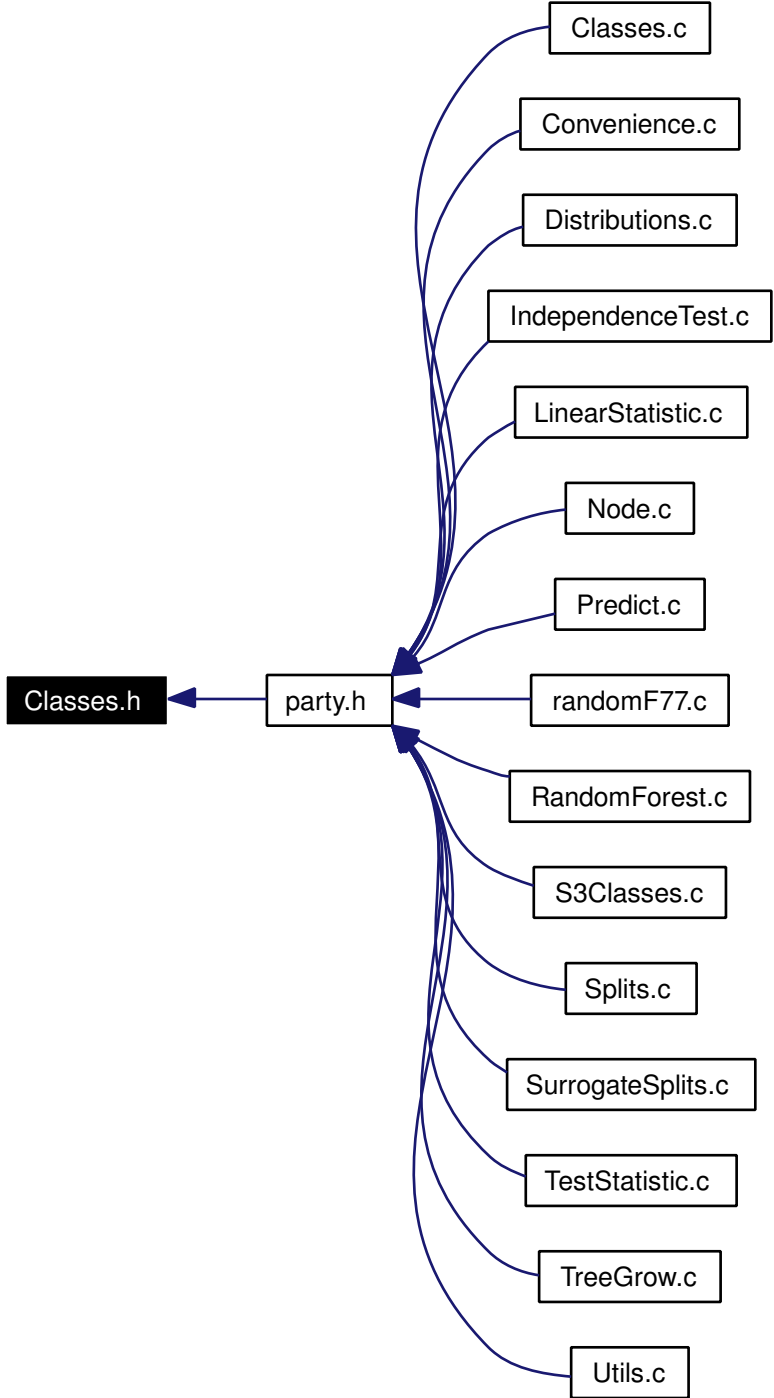 Classes.c
Convenience.c
Distributions.c
IndependenceTest.c
LinearStatistic.c
Node.c
Predict.c
Classes.h
party.h
randomF77.c
RandomForest.c
S3Classes.c
Splits.c
SurrogateSplits.c
TestStatistic.c
TreeGrow.c
Utils.c